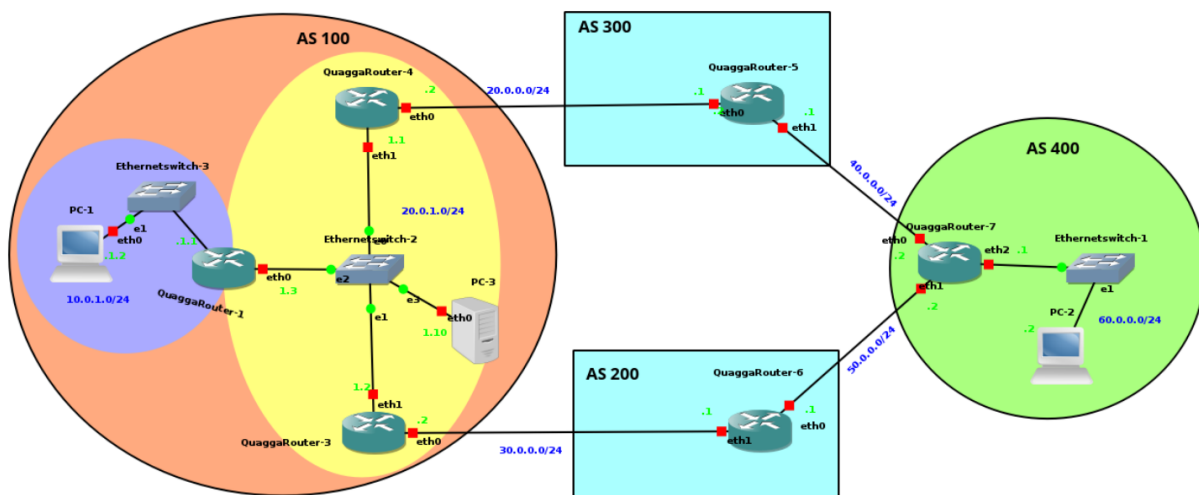 AS 100
QuaggaRouter-4
.2
eth0
20.0.0.0/24
1.1
eth1
Ethernetswitch-3
PC-1
e1
eth0
.1.2
.1.1
10.0.1.0/24
QuaggaRouter-1
eth0
1.3
20.0.1.0/24
Ethernetswitch-2
e2
e3
e1
PC-3
eth0
1.10
1.2
eth1
QuaggaRouter-3
.2
eth0
30.0.0.0/24
AS 300
QuaggaRouter-5
.1
eth0
.1
eth1
40.0.0.0/24
AS 200
QuaggaRouter-6
.1
eth1
.1
eth0
50.0.0.0/24
AS 400
QuaggaRouter-7
eth0
.2
eth2
.1
eth1
.2
Ethernetswitch-1
e1
PC-2
.2
60.0.0.0/24